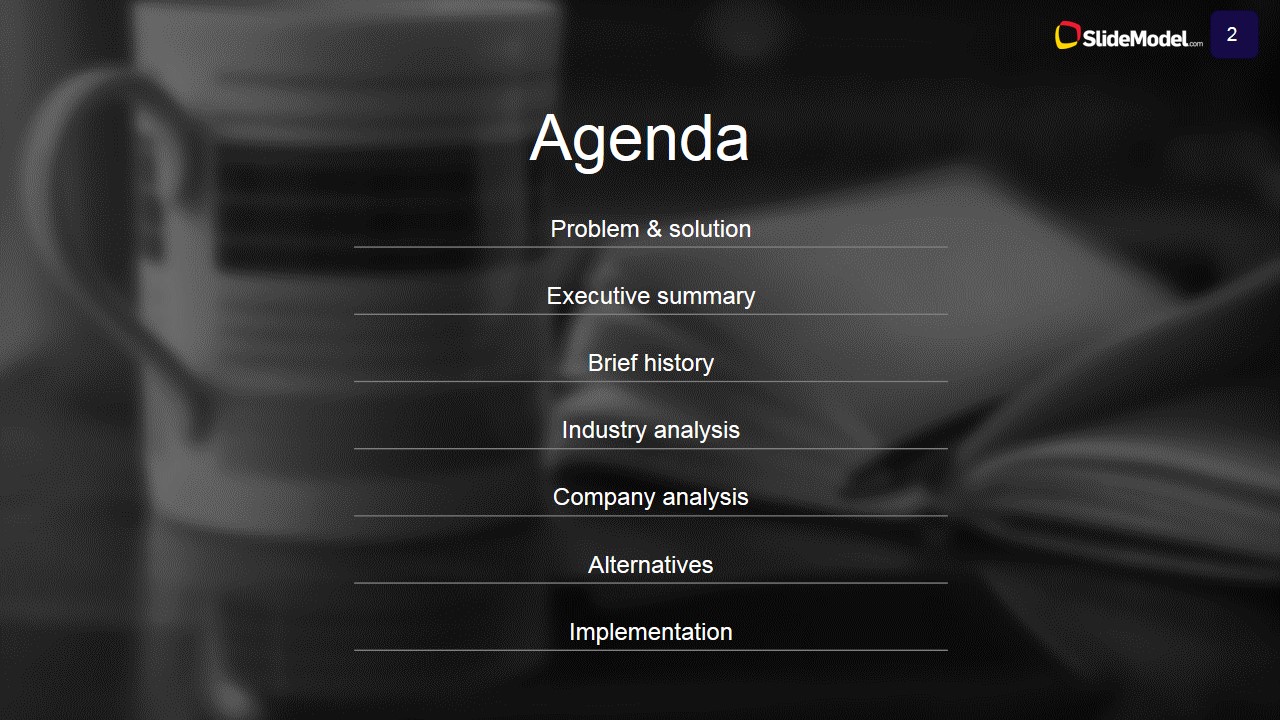 SlideModel.com
2
Agenda
Problem & solution
Executive summary
Brief history
Industry analysis
Company analysis
Alternatives
Implementation